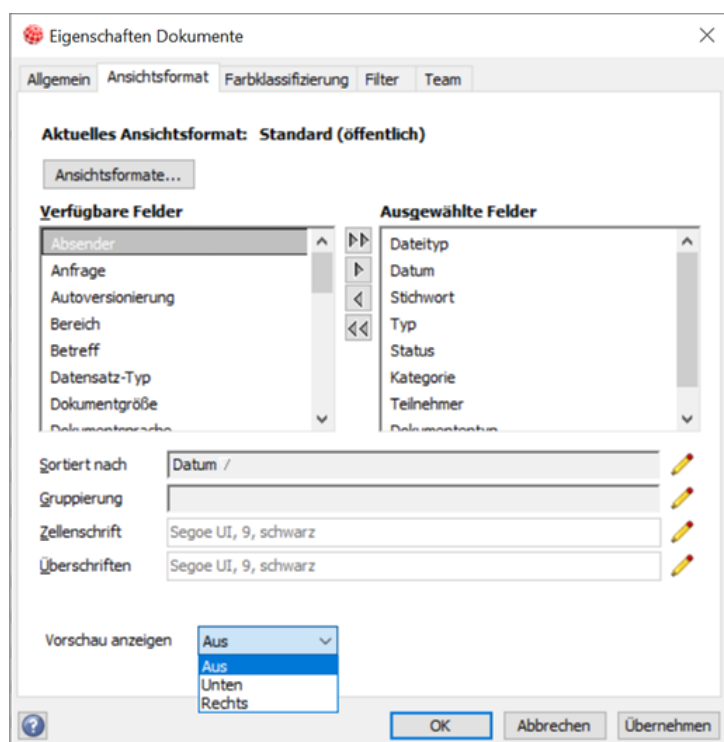 Eigenschaften Dokumente
Allgemein Ansichtsformat Farbklassifizierung Filter Team
Aktuelles Ansichtsformat: Standard (öffentlich)
Ansichtsformate...
Verfügbare Felder
Absender
Anfrage
Autoversionierung
Bereich
Betreff
Datensatz-Typ
Dokumentgröße
Dokumentsprache
Ausgewählte Felder
Dateityp
Datum
Stichwort
Typ
Status
Kategorie
Teilnehmer
Dokumententyp
Sortiert nach Datum /
Gruppierung
Zellenschrift Segoe UI, 9, schwarz
Überschriften Segoe UI, 9, schwarz
Vorschau anzeigen Aus
Aus
Unten
Rechts
OK Abbrechen Übernehmen